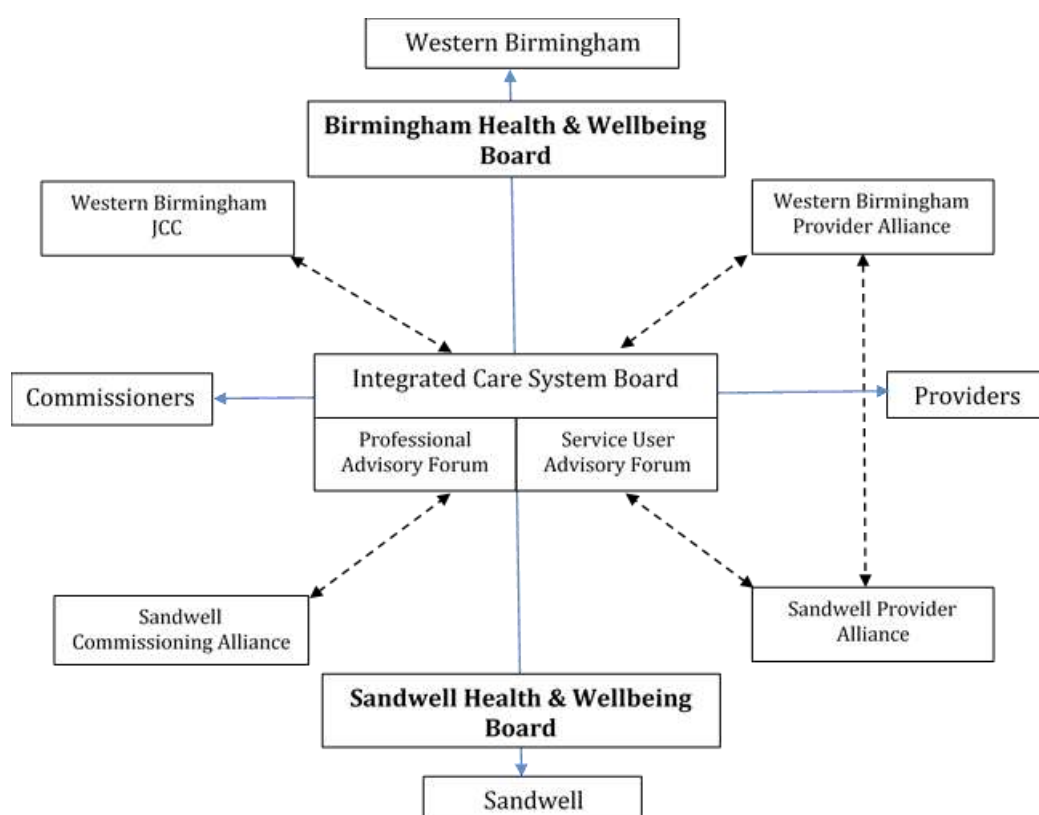 Western Birmingham
Birmingham Health & Wellbeing
Board
Western Birmingham
JCC
Western Birmingham
Provider Alliance
Integrated Care System Board
Commissioners
Providers
Professional
Advisory Forum
Service User
Advisory Forum
Sandwell
Commissioning Alliance
Sandwell Provider
Alliance
Sandwell Health & Wellbeing
Board
Sandwell